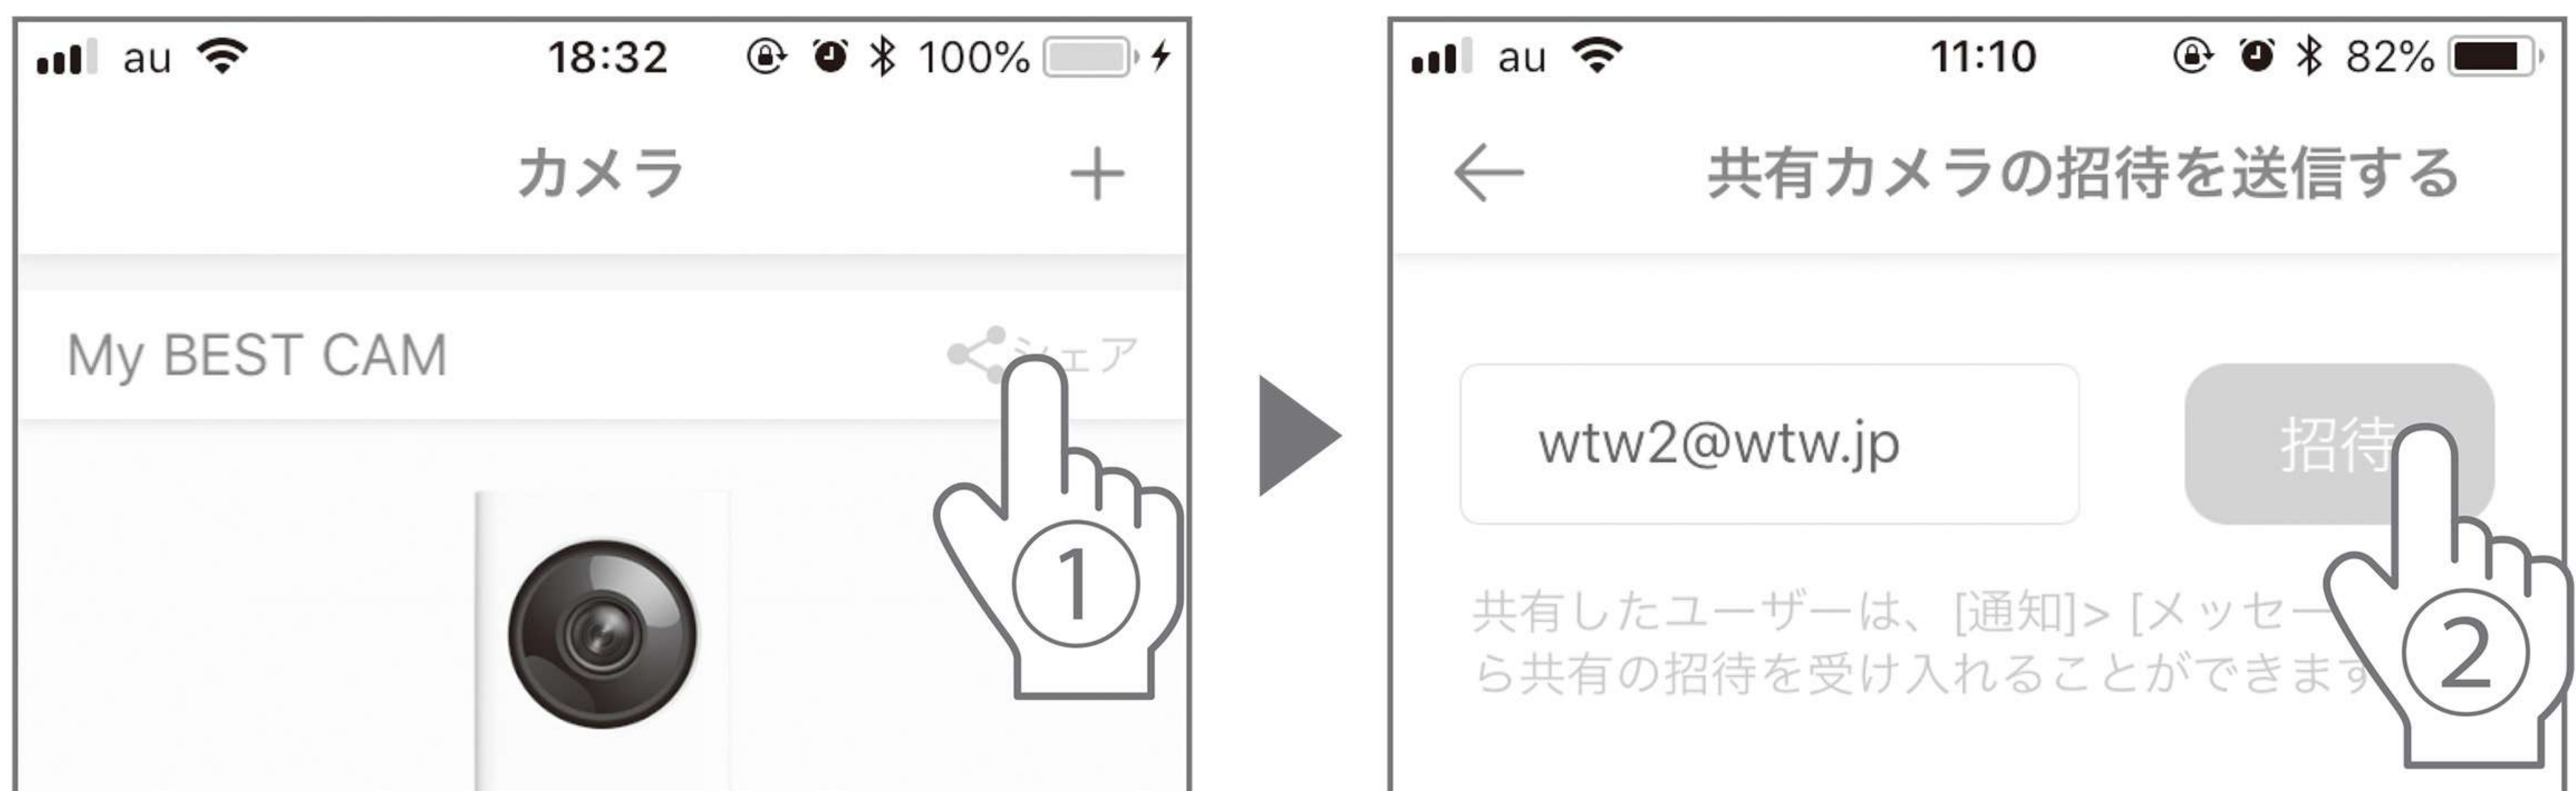 au 18:32 100%
カメラ
My BEST CAM シェア
1
au 11:10 82%
共有カメラの招待を送信する
wtw2@wtw.jp 招待
共有したユーザーは、[通知]> [メッセー
ら共有の招待を受け入れることができます
2